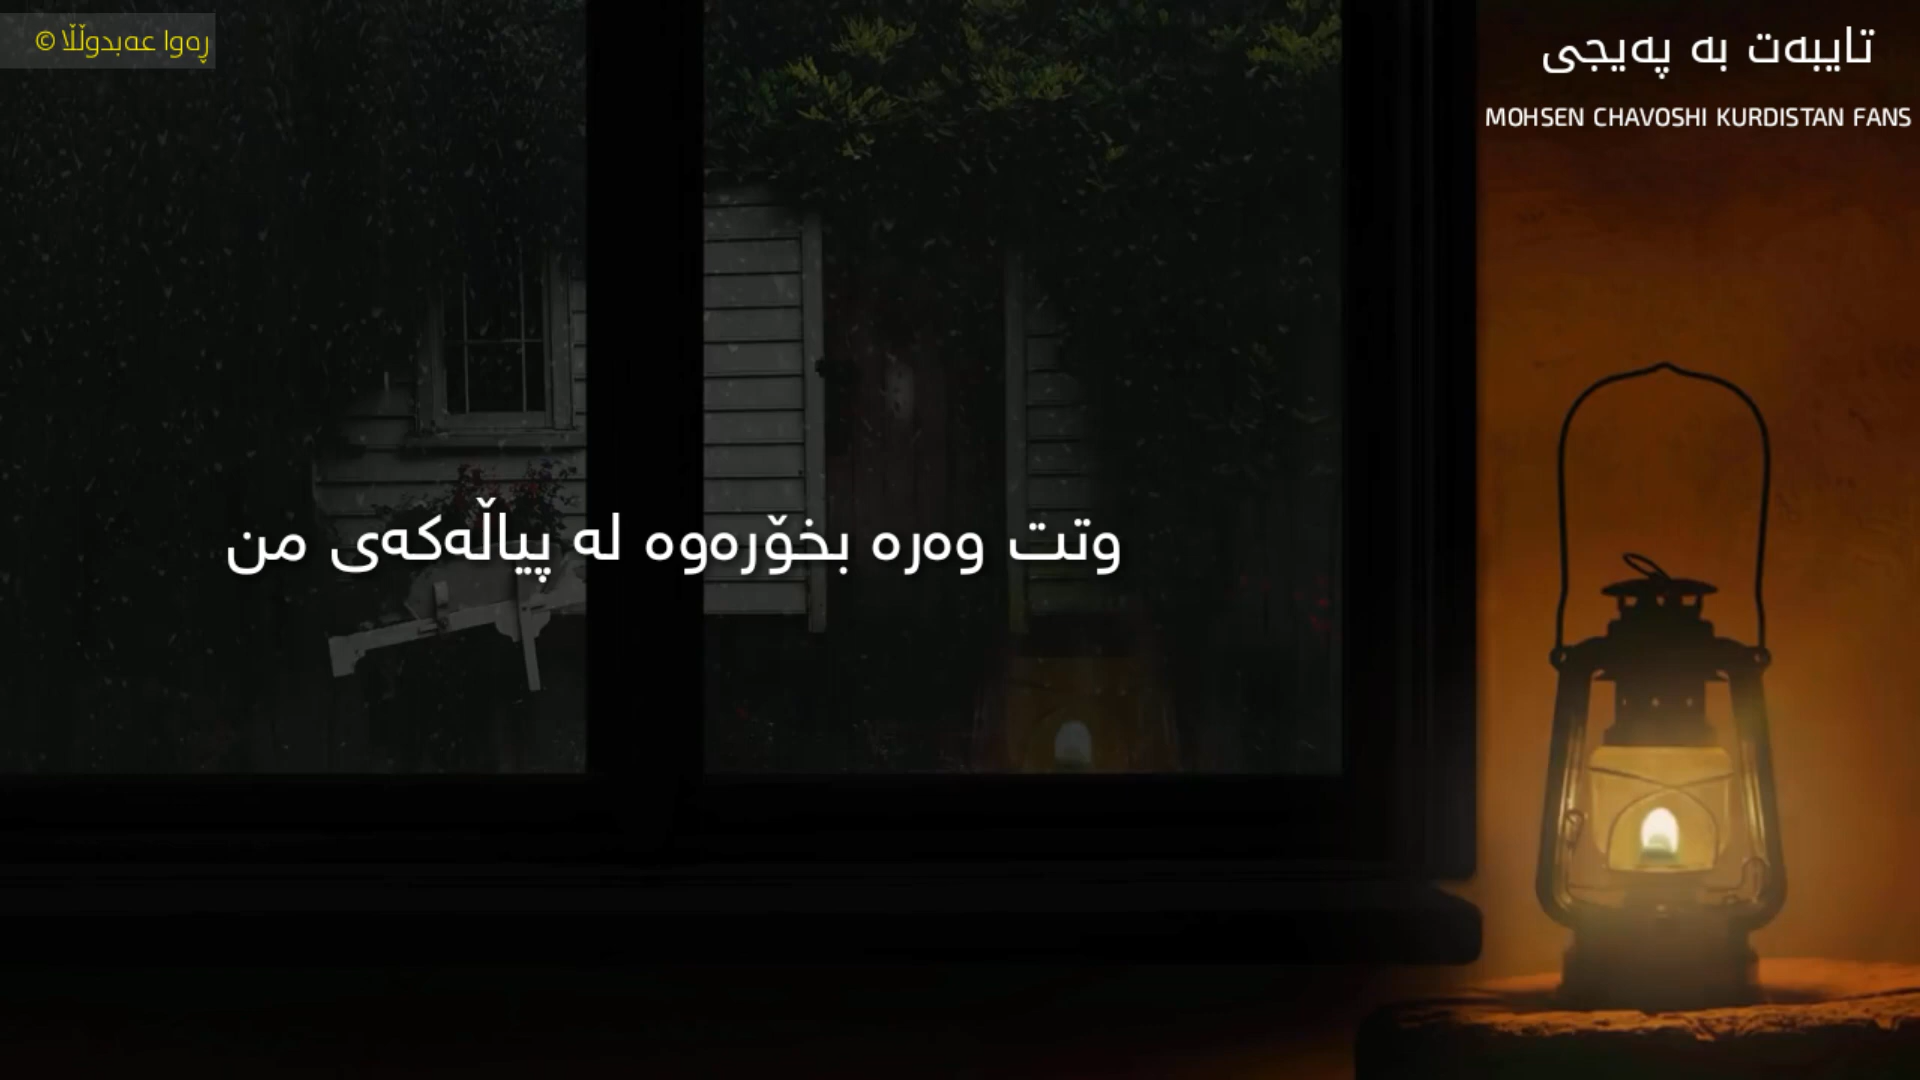 ڕەوا عەبدوڵڵا ©
تایبەت بە پەیجی
MOHSEN CHAVOSHI KURDISTAN FANS
وتت وەرە بخۆرەوە لە پیاڵەکەی من